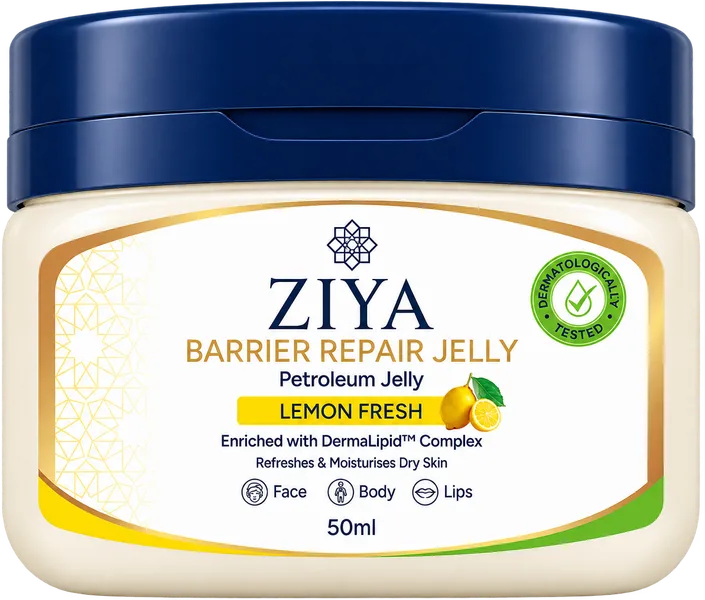 ZIYA
BARRIER REPAIR JELLY
Petroleum Jelly
LEMON FRESH
Enriched with DermaLipid™ Complex
Refreshes & Moisturises Dry Skin
Face Body Lips
50ml
• DERMATOLOGICALLY •
TESTED